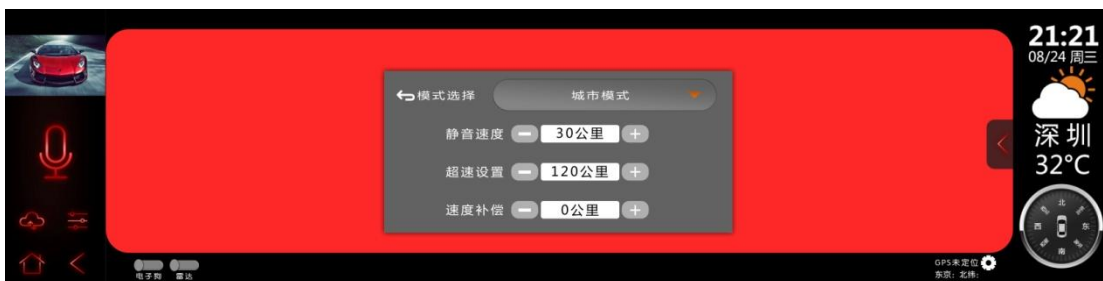 21:21
08/24 周三
模式选择 城市模式
静音速度 30公里
深圳
超速设置 120公里
32°C
速度补偿 0公里
北
西 东
南
电子狗 雷达
GPS未定位
东京: 北纬: